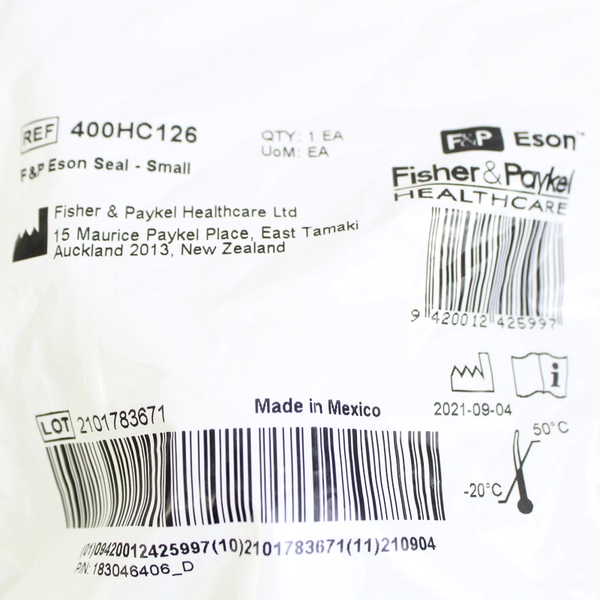 REF 400HC126
QTY: 1 EA
UoM: EA
F&P Eson Seal - Small
F&P Eson™
Fisher & Paykel
HEALTHCARE
Fisher & Paykel Healthcare Ltd
15 Maurice Paykel Place, East Tamaki
Auckland 2013, New Zealand
9 420012 425997
2021-09-04
LOT 2101783671
Made in Mexico
50°C
-20°C
(01)09420012425997(10)2101783671(11)210904
P/N: 183046406_D